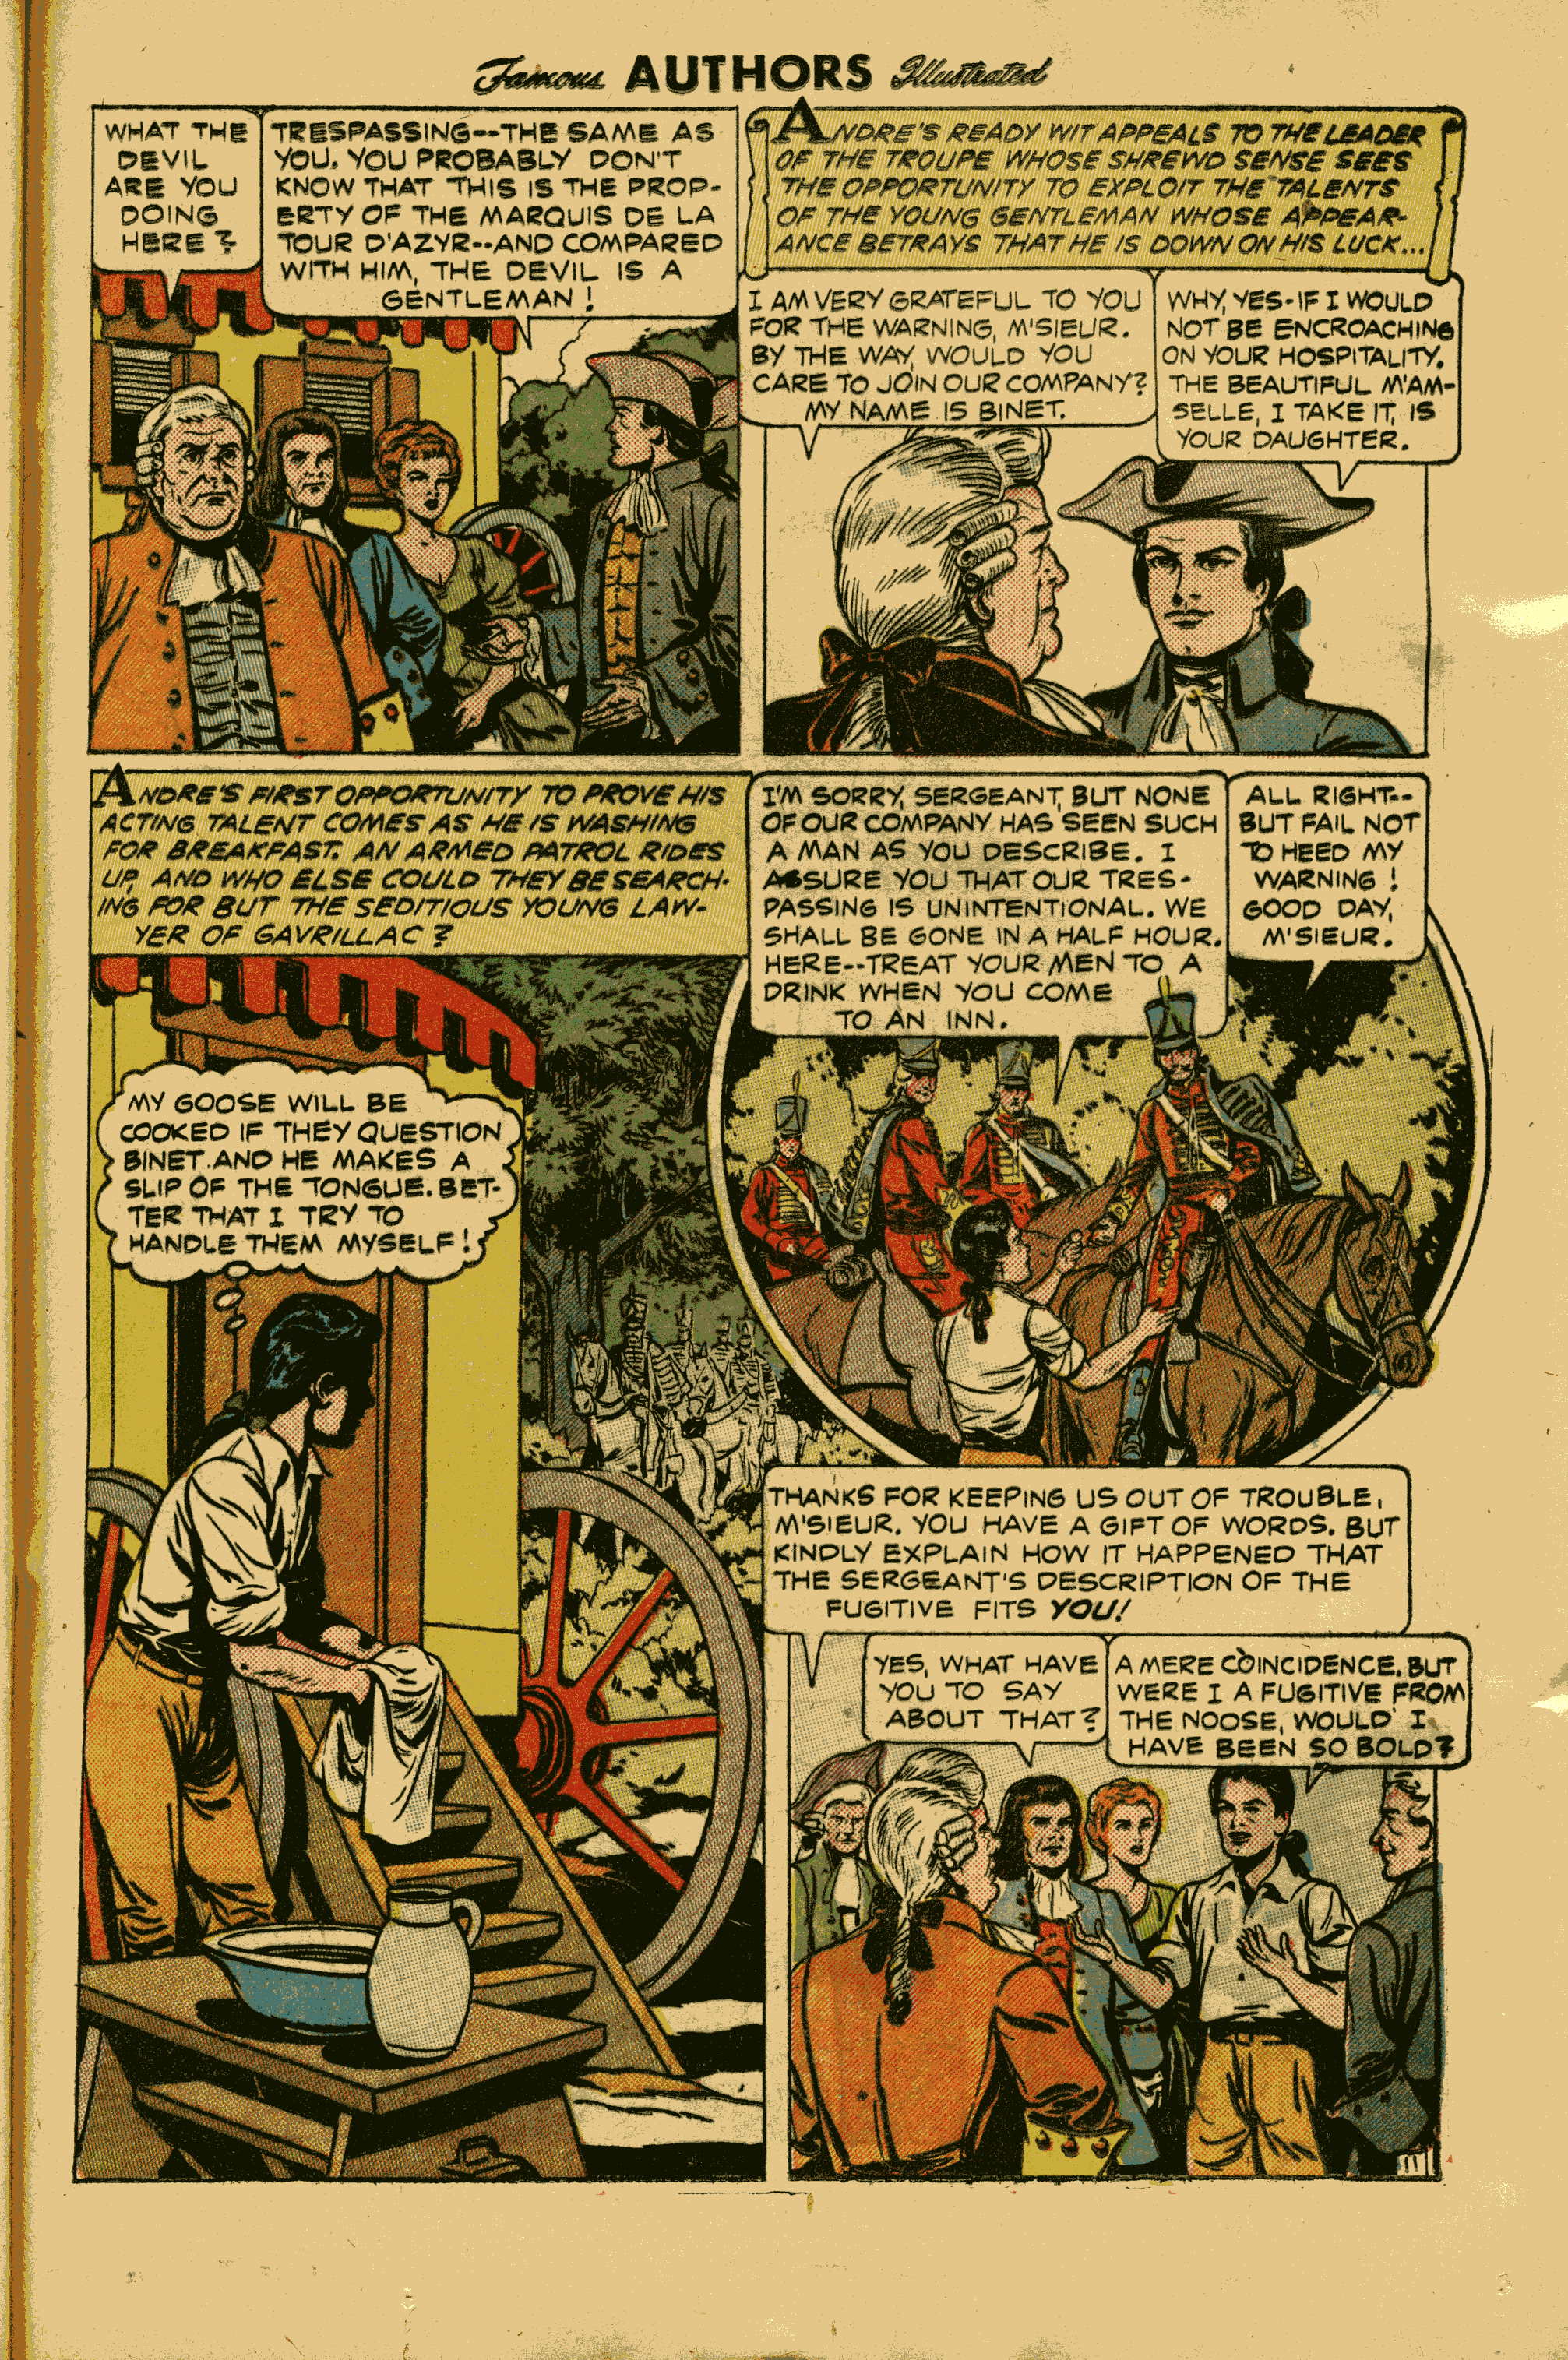 Famous AUTHORS Illustrated
WHAT THE
DEVIL
ARE YOU
DOING
HERE?
TRESPASSING--THE SAME AS
YOU. YOU PROBABLY DON'T
KNOW THAT THIS IS THE PROP-
ERTY OF THE MARQUIS DE LA
TOUR D'AZYR--AND COMPARED
WITH HIM, THE DEVIL IS A
GENTLEMAN!
ANDRE'S READY WIT APPEALS TO THE LEADER
OF THE TROUPE WHOSE SHREWD SENSE SEES
THE OPPORTUNITY TO EXPLOIT THE TALENTS
OF THE YOUNG GENTLEMAN WHOSE APPEAR-
ANCE BETRAYS THAT HE IS DOWN ON HIS LUCK...
I AM VERY GRATEFUL TO YOU
FOR THE WARNING, M'SIEUR.
BY THE WAY, WOULD YOU
CARE TO JOIN OUR COMPANY?
MY NAME IS BINET.
WHY, YES-IF I WOULD
NOT BE ENCROACHING
ON YOUR HOSPITALITY.
THE BEAUTIFUL M'AM-
SELLE, I TAKE IT, IS
YOUR DAUGHTER.
ANDRE'S FIRST OPPORTUNITY TO PROVE HIS
ACTING TALENT COMES AS HE IS WASHING
FOR BREAKFAST. AN ARMED PATROL RIDES
UP, AND WHO ELSE COULD THEY BE SEARCH-
ING FOR BUT THE SEDITIOUS YOUNG LAW-
YER OF GAVRILLAC?
MY GOOSE WILL BE
COOKED IF THEY QUESTION
BINET AND HE MAKES A
SLIP OF THE TONGUE. BET-
TER THAT I TRY TO
HANDLE THEM MYSELF!
I'M SORRY, SERGEANT, BUT NONE
OF OUR COMPANY HAS SEEN SUCH
A MAN AS YOU DESCRIBE. I
ASSURE YOU THAT OUR TRES-
PASSING IS UNINTENTIONAL. WE
SHALL BE GONE IN A HALF HOUR.
HERE--TREAT YOUR MEN TO A
DRINK WHEN YOU COME
TO AN INN.
ALL RIGHT--
BUT FAIL NOT
TO HEED MY
WARNING!
GOOD DAY,
M'SIEUR.
THANKS FOR KEEPING US OUT OF TROUBLE,
M'SIEUR. YOU HAVE A GIFT OF WORDS. BUT
KINDLY EXPLAIN HOW IT HAPPENED THAT
THE SERGEANT'S DESCRIPTION OF THE
FUGITIVE FITS YOU!
YES, WHAT HAVE
YOU TO SAY
ABOUT THAT?
A MERE COINCIDENCE. BUT
WERE I A FUGITIVE FROM
THE NOOSE, WOULD I
HAVE BEEN SO BOLD?
11